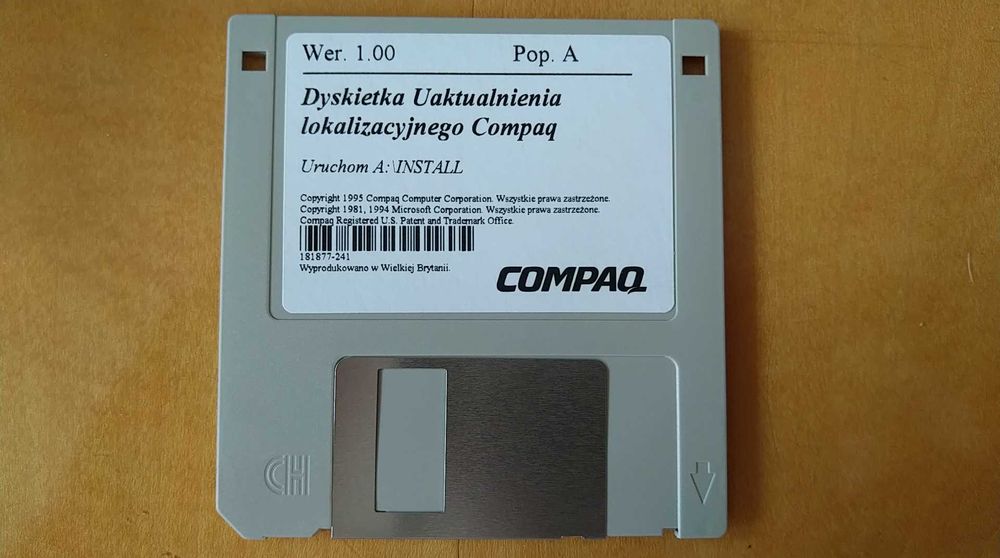 Wer. 1.00 Pop. A
Dyskietka Uaktualnienia
lokalizacyjnego Compaq
Uruchom A:\INSTALL
Copyright 1995 Compaq Computer Corporation. Wszystkie prawa zastrzeżone.
Copyright 1981, 1994 Microsoft Corporation. Wszystkie prawa zastrzeżone.
Compaq Registered U.S. Patent and Trademark Office.
181877-241
Wyprodukowano w Wielkiej Brytanii.
COMPAQ
CH